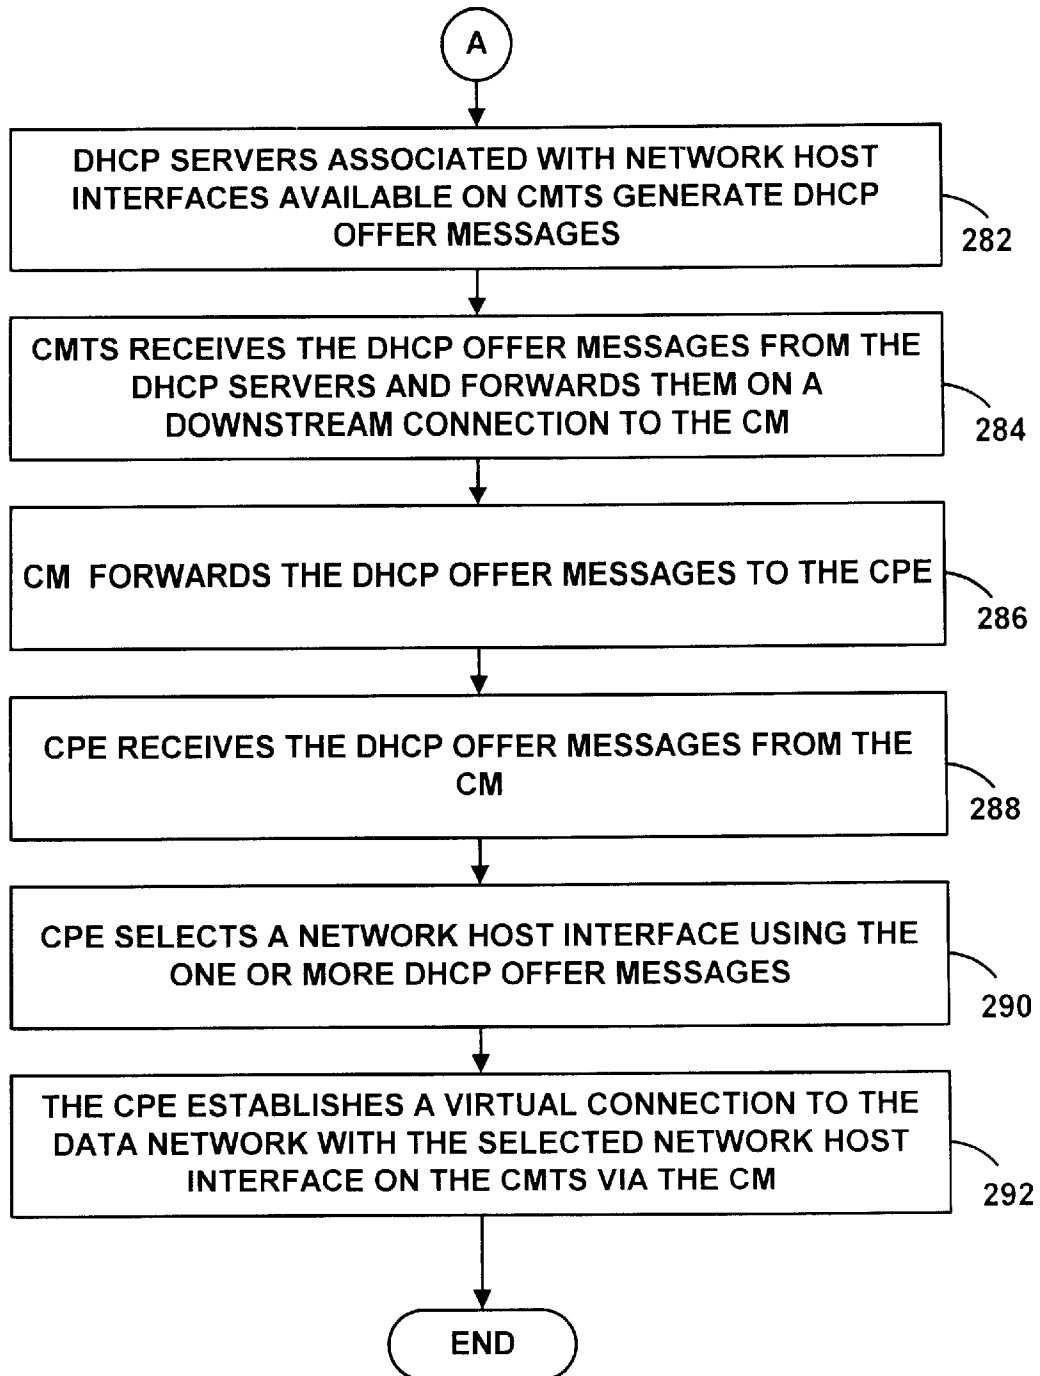 A
DHCP SERVERS ASSOCIATED WITH NETWORK HOST
INTERFACES AVAILABLE ON CMTS GENERATE DHCP
OFFER MESSAGES
282
CMTS RECEIVES THE DHCP OFFER MESSAGES FROM THE
DHCP SERVERS AND FORWARDS THEM ON A
DOWNSTREAM CONNECTION TO THE CM
284
CM FORWARDS THE DHCP OFFER MESSAGES TO THE CPE
286
CPE RECEIVES THE DHCP OFFER MESSAGES FROM THE
CM
288
CPE SELECTS A NETWORK HOST INTERFACE USING THE
ONE OR MORE DHCP OFFER MESSAGES
290
THE CPE ESTABLISHES A VIRTUAL CONNECTION TO THE
DATA NETWORK WITH THE SELECTED NETWORK HOST
INTERFACE ON THE CMTS VIA THE CM
292
END